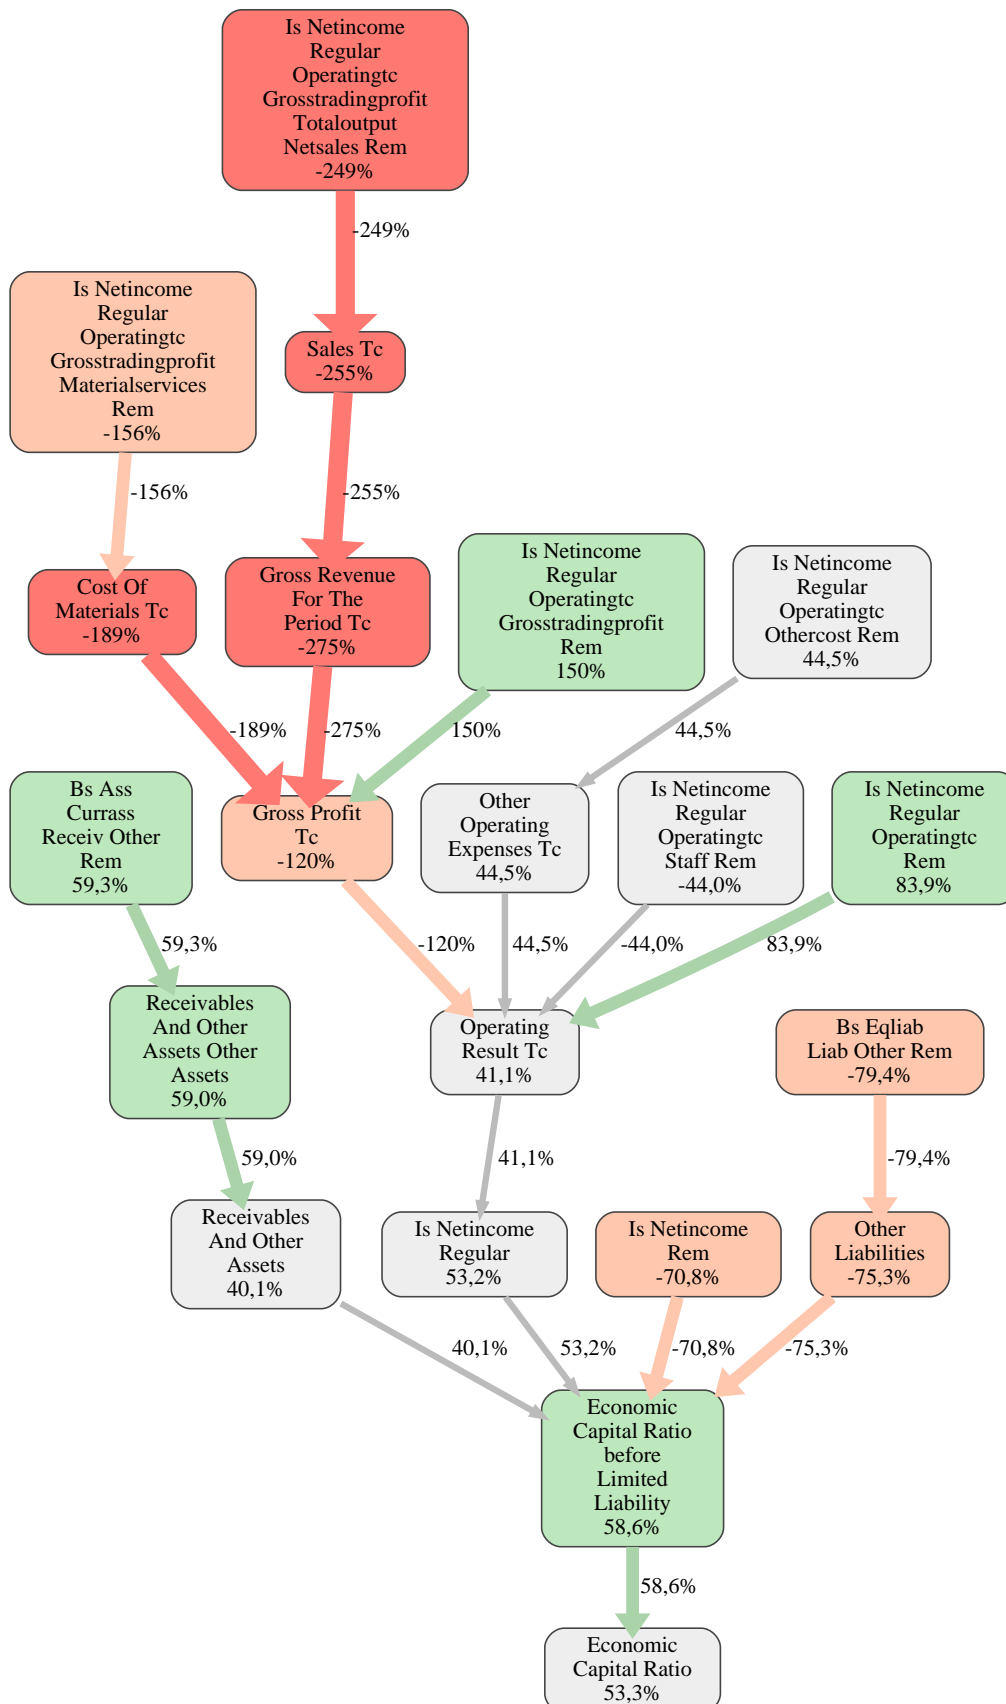 Is Netincome
Regular
Operatingtc
Grosstradingprofit
Totaloutput
Netsales Rem
-249%
-249%
Is Netincome
Regular
Operatingtc
Grosstradingprofit
Materialservices
Rem
-156%
Sales Tc
-255%
-156%
-255%
Cost Of
Materials Tc
-189%
Gross Revenue
For The
Period Tc
-275%
Is Netincome
Regular
Operatingtc
Grosstradingprofit
Rem
150%
Is Netincome
Regular
Operatingtc
Othercost Rem
44,5%
-189%
-275%
150%
44,5%
Bs Ass
Currass
Receiv Other
Rem
59,3%
Gross Profit
Tc
-120%
Other
Operating
Expenses Tc
44,5%
Is Netincome
Regular
Operatingtc
Staff Rem
-44,0%
Is Netincome
Regular
Operatingtc
Rem
83,9%
59,3%
-120%
44,5%
-44,0%
83,9%
Receivables
And Other
Assets Other
Assets
59,0%
Operating
Result Tc
41,1%
Bs Eqliab
Liab Other Rem
-79,4%
59,0%
41,1%
-79,4%
Receivables
And Other
Assets
40,1%
Is Netincome
Regular
53,2%
Is Netincome
Rem
-70,8%
Other
Liabilities
-75,3%
40,1%
53,2%
-70,8%
-75,3%
Economic
Capital Ratio
before
Limited
Liability
58,6%
58,6%
Economic
Capital Ratio
53,3%